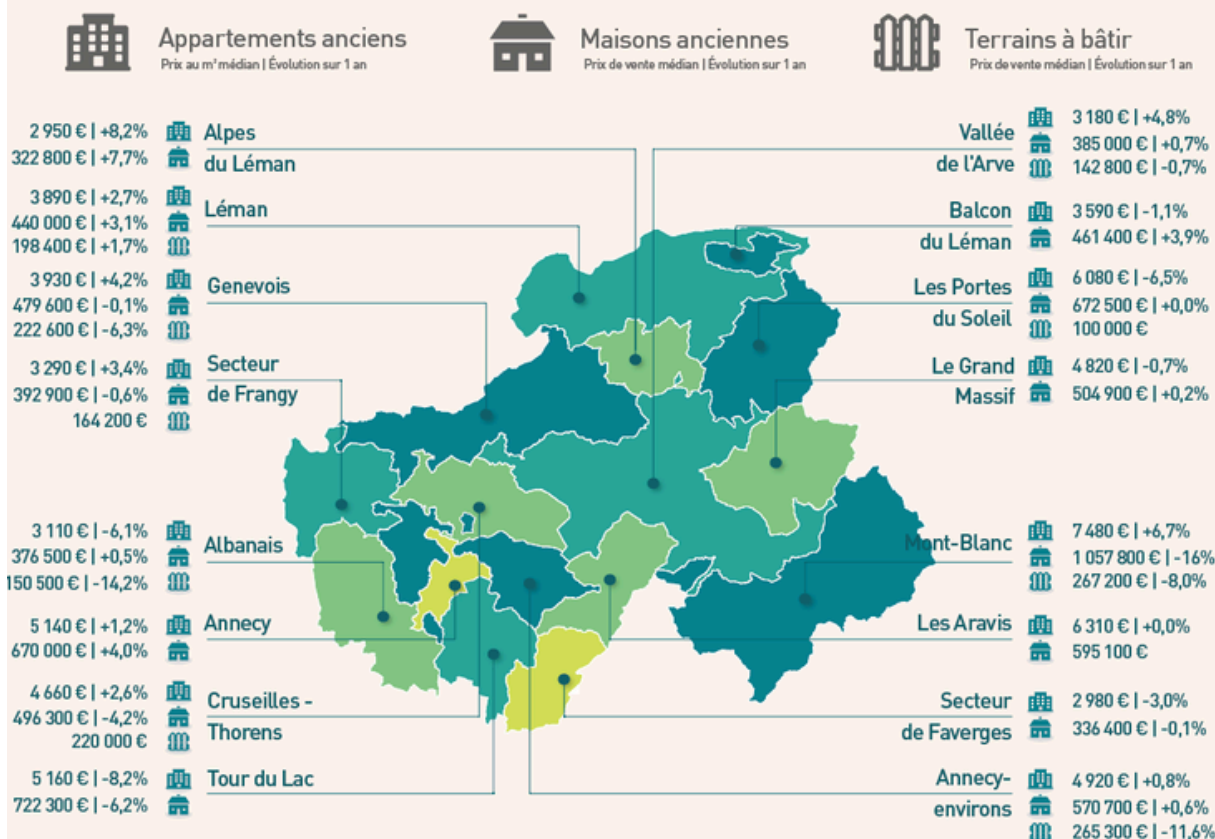 Appartements anciens
Prix au m² médian | Évolution sur 1 an
Maisons anciennes
Prix de vente médian | Évolution sur 1 an
Terrains à bâtir
Prix de vente médian | Évolution sur 1 an
2 950 € | +8,2%
322 800 € | +7,7%
Alpes
du Léman
3 890 € | +2,7%
440 000 € | +3,1%
198 400 € | +1,7%
Léman
3 930 € | +4,2%
479 600 € | -0,1%
222 600 € | -6,3%
Genevois
3 290 € | +3,4%
392 900 € | -0,6%
164 200 €
Secteur
de Frangy
3 110 € | -6,1%
376 500 € | +0,5%
150 500 € | -14,2%
Albanais
5 140 € | +1,2%
670 000 € | +4,0%
Annecy
4 660 € | +2,6%
496 300 € | -4,2%
220 000 €
Cruseilles -
Thorens
5 160 € | -8,2%
722 300 € | -6,2%
Tour du Lac
Vallée
de l'Arve
3 180 € | +4,8%
385 000 € | +0,7%
142 800 € | -0,7%
Balcon
du Léman
3 590 € | -1,1%
461 400 € | +3,9%
Les Portes
du Soleil
6 080 € | -6,5%
672 500 € | +0,0%
100 000 €
Le Grand
Massif
4 820 € | -0,7%
504 900 € | +0,2%
Mont-Blanc
7 480 € | +6,7%
1 057 800 € | -16%
267 200 € | -8,0%
Les Aravis
6 310 € | +0,0%
595 100 €
Secteur
de Faverges
2 980 € | -3,0%
336 400 € | -0,1%
Annecy-
environs
4 920 € | +0,8%
570 700 € | +0,6%
265 300 € | -11,6%